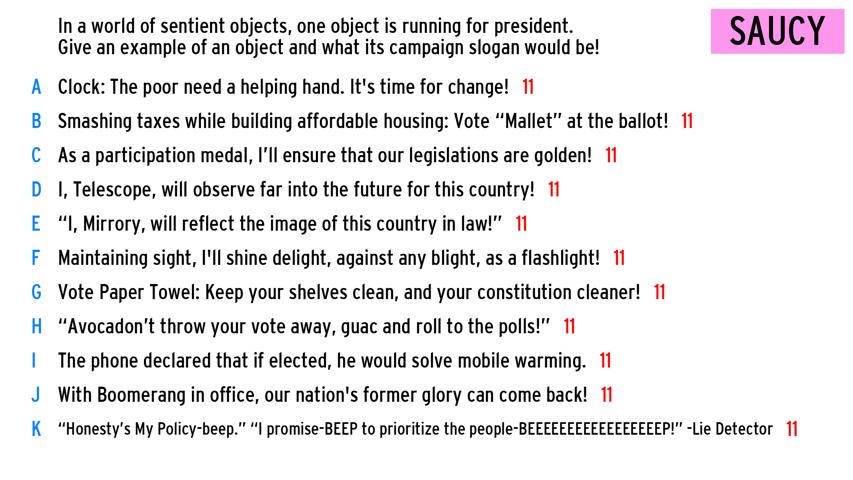 In a world of sentient objects, one object is running for president.
Give an example of an object and what its campaign slogan would be!
SAUCY
A Clock: The poor need a helping hand. It's time for change! 11
B Smashing taxes while building affordable housing: Vote “Mallet” at the ballot! 11
C As a participation medal, I’ll ensure that our legislations are golden! 11
D I, Telescope, will observe far into the future for this country! 11
E “I, Mirrory, will reflect the image of this country in law!” 11
F Maintaining sight, I'll shine delight, against any blight, as a flashlight! 11
G Vote Paper Towel: Keep your shelves clean, and your constitution cleaner! 11
H “Avocadon’t throw your vote away, guac and roll to the polls!” 11
I The phone declared that if elected, he would solve mobile warming. 11
J With Boomerang in office, our nation's former glory can come back! 11
K “Honesty’s My Policy-beep.” “I promise-BEEP to prioritize the people-BEEEEEEEEEEEEEEEEEP!” -Lie Detector 11